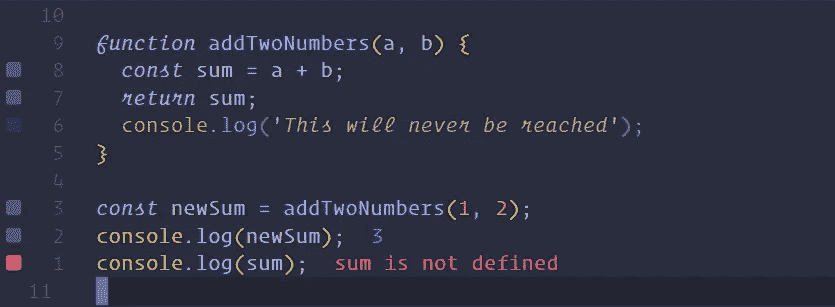 10
9 function addTwoNumbers(a, b) {
8   const sum = a + b;
7   return sum;
6   console.log('This will never be reached');
5 }
4
3 const newSum = addTwoNumbers(1, 2);
2 console.log(newSum);  3
1 console.log(sum);  sum is not defined
11